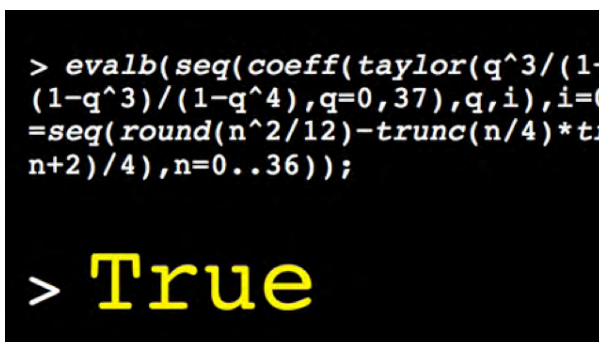 > evalb(seq(coeff(taylor(q^3/(1-
(1-q^3)/(1-q^4),q=0,37),q,i),i=0
=seq(round(n^2/12)-trunc(n/4)*t
n+2)/4),n=0..36));
> True